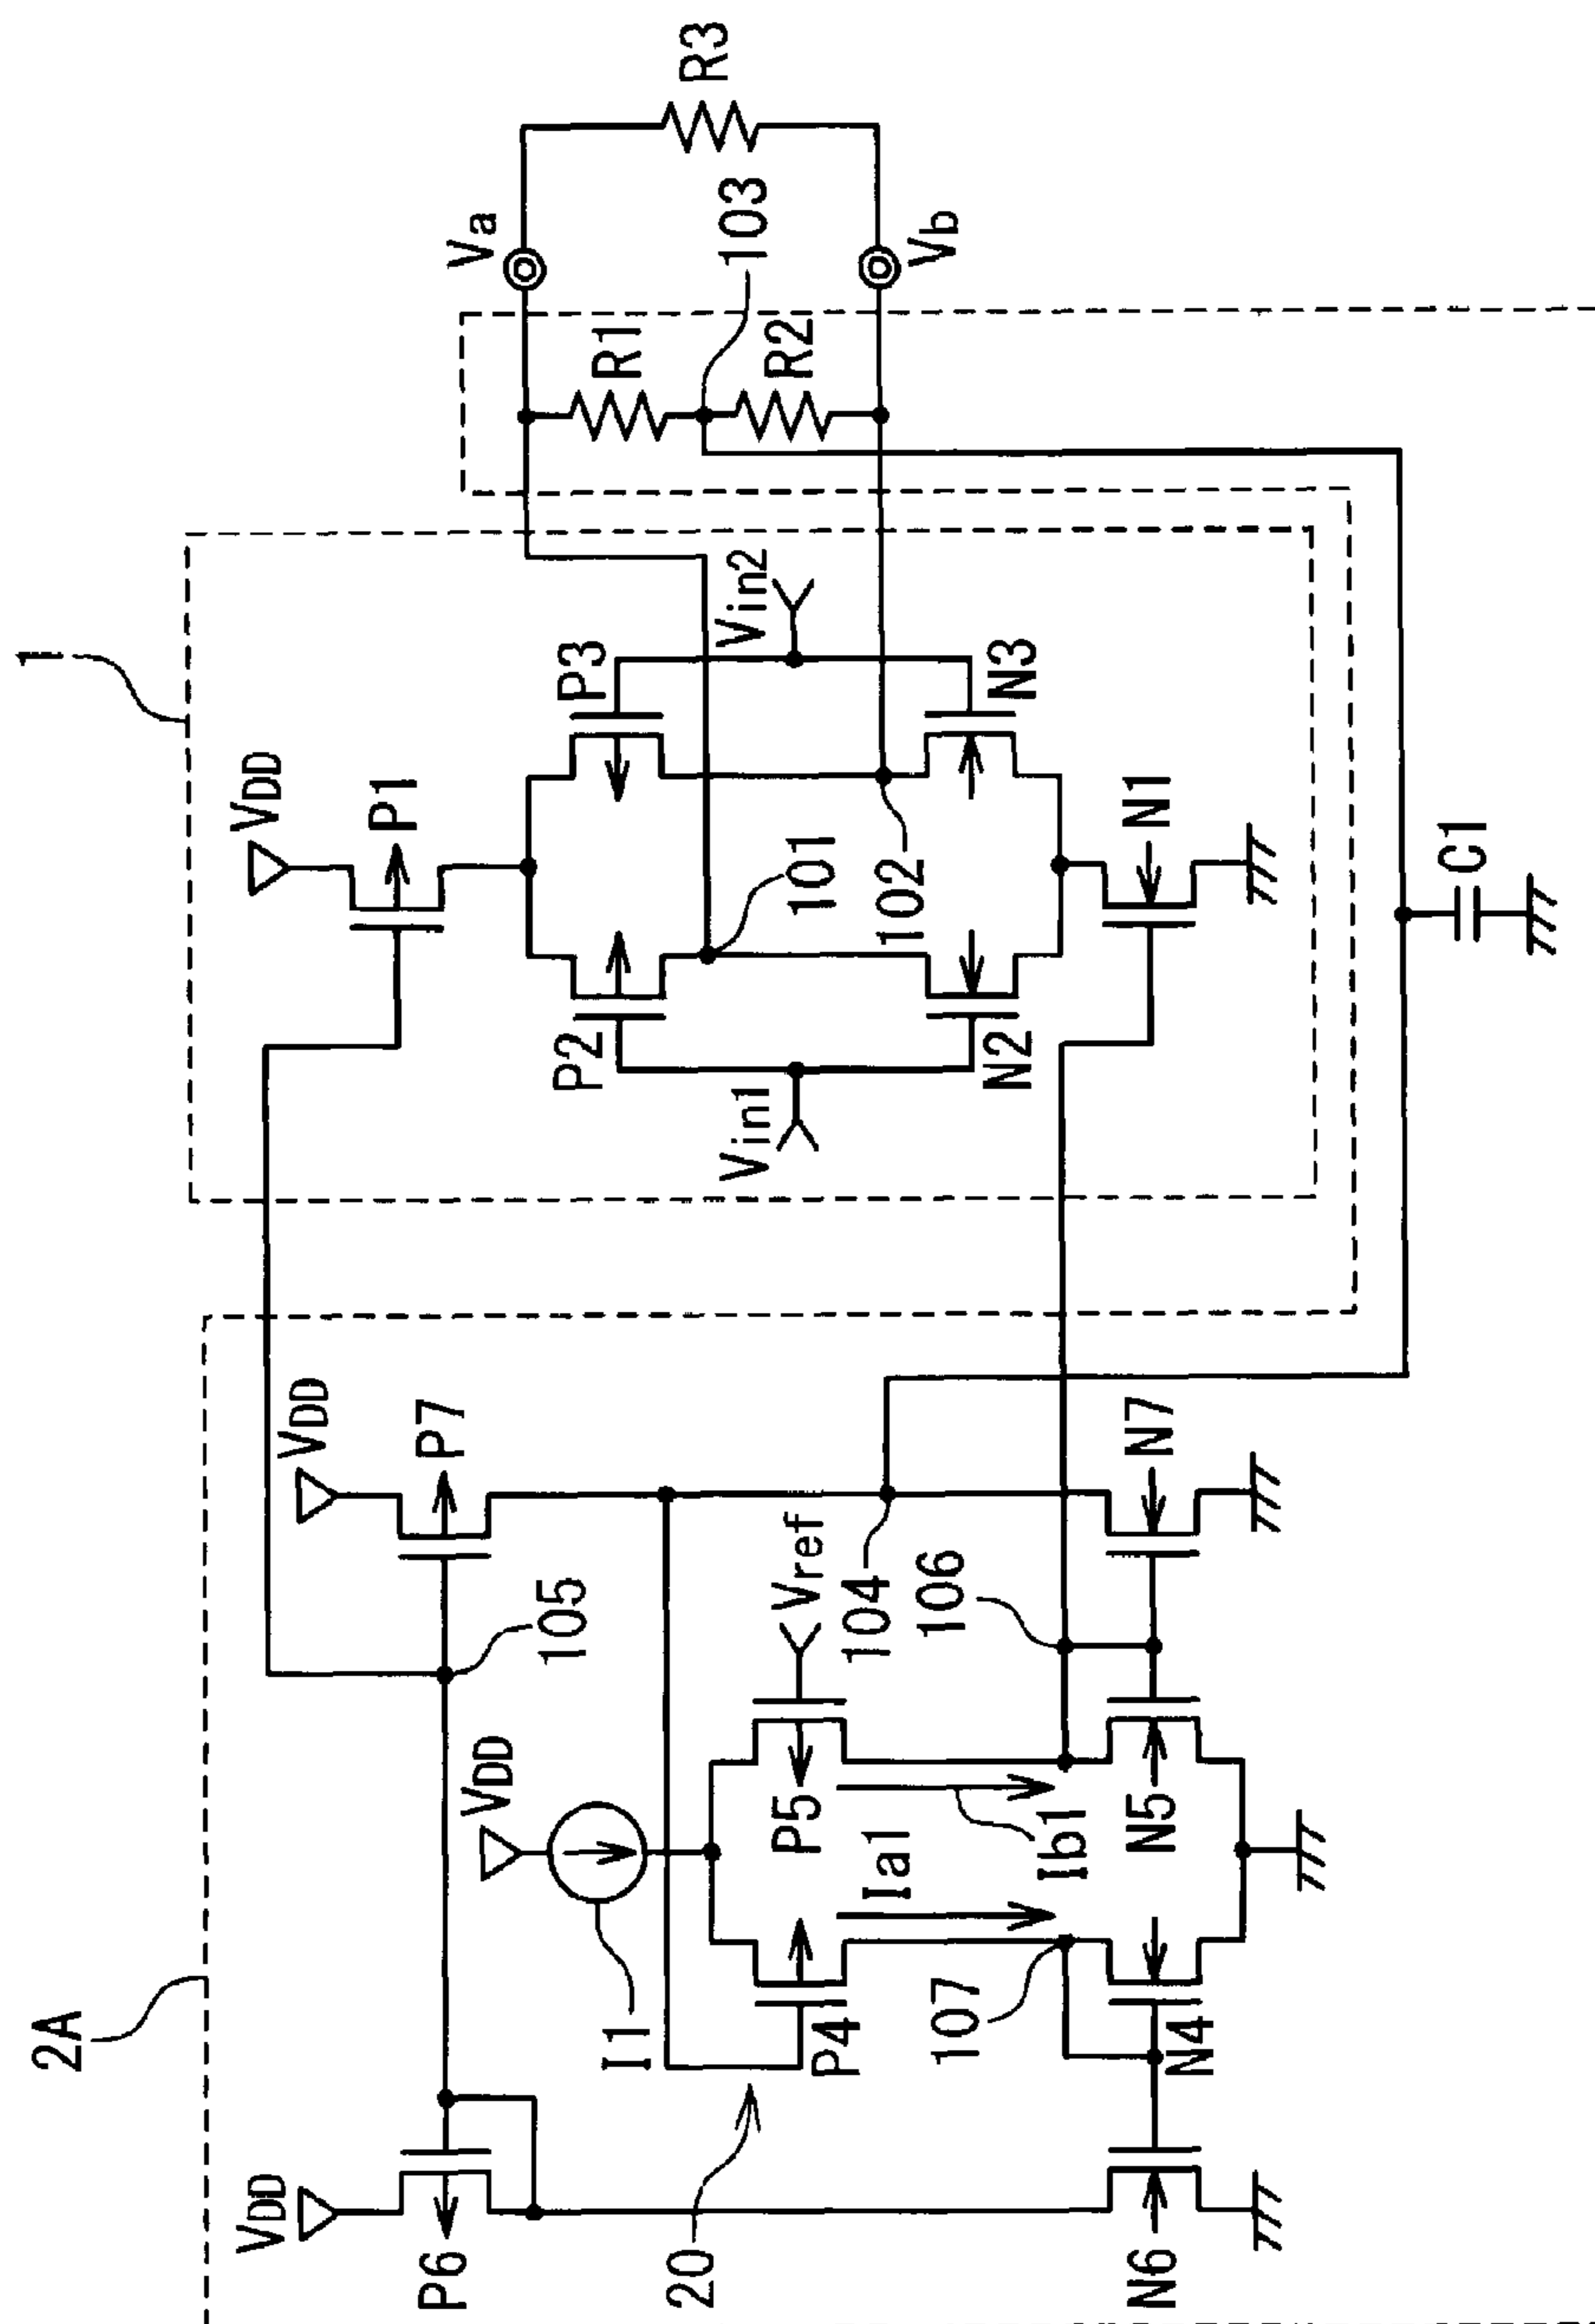 1
2A
VDD
P1
P2
P3
Vin1
Vin2
101
102
N2
N3
N1
Va
R1
103
R2
R3
Vb
C1
VDD
P6
VDD
I1
VDD
P7
105
20
P4
P5
Vref
104
106
Ia1
Ib1
107
N4
N5
N6
N7